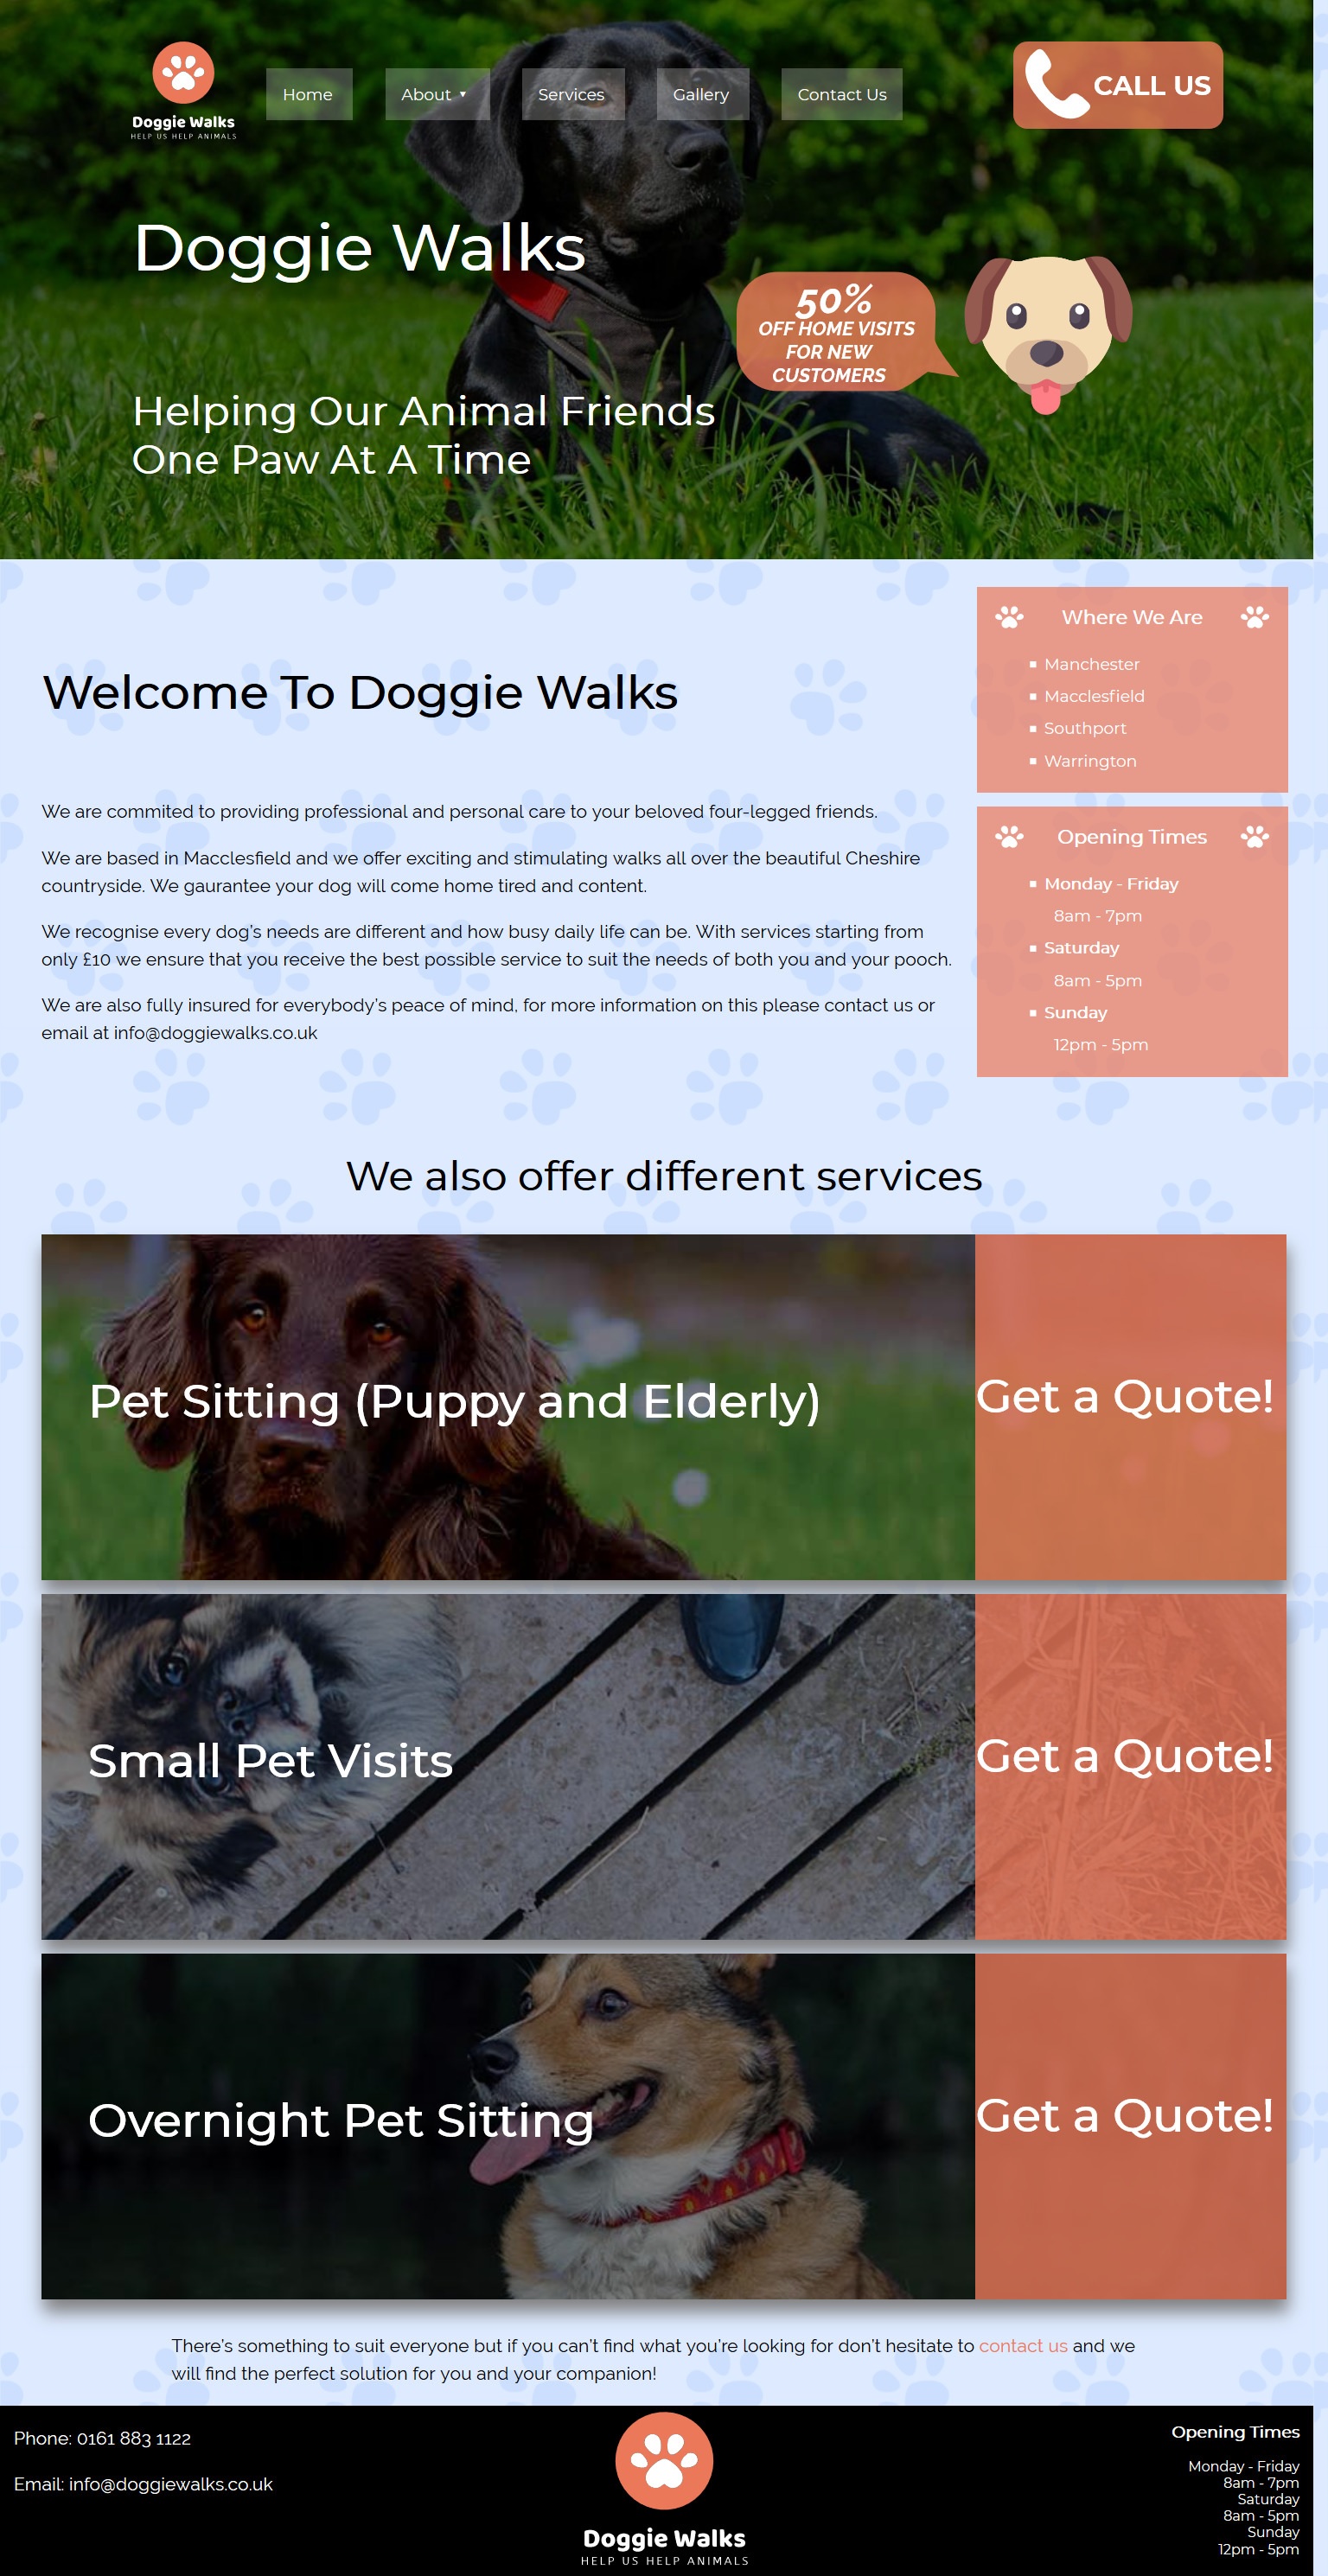 Doggie Walks
HELP US HELP ANIMALS
Home
About ▾
Services
Gallery
Contact Us
CALL US
Doggie Walks
50%
OFF HOME VISITS
FOR NEW
CUSTOMERS
Helping Our Animal Friends
One Paw At A Time
Welcome To Doggie Walks
We are commited to providing professional and personal care to your beloved four-legged friends.
We are based in Macclesfield and we offer exciting and stimulating walks all over the beautiful Cheshire
countryside. We gaurantee your dog will come home tired and content.
We recognise every dog's needs are different and how busy daily life can be. With services starting from
only £10 we ensure that you receive the best possible service to suit the needs of both you and your pooch.
We are also fully insured for everybody's peace of mind, for more information on this please contact us or
email at info@doggiewalks.co.uk
Where We Are
Manchester
Macclesfield
Southport
Warrington
Opening Times
Monday - Friday
8am - 7pm
Saturday
8am - 5pm
Sunday
12pm - 5pm
We also offer different services
Pet Sitting (Puppy and Elderly)
Get a Quote!
Small Pet Visits
Get a Quote!
Overnight Pet Sitting
Get a Quote!
There's something to suit everyone but if you can't find what you're looking for don't hesitate to contact us and we
will find the perfect solution for you and your companion!
Phone: 0161 883 1122
Email: info@doggiewalks.co.uk
Doggie Walks
HELP US HELP ANIMALS
Opening Times
Monday - Friday
8am - 7pm
Saturday
8am - 5pm
Sunday
12pm - 5pm